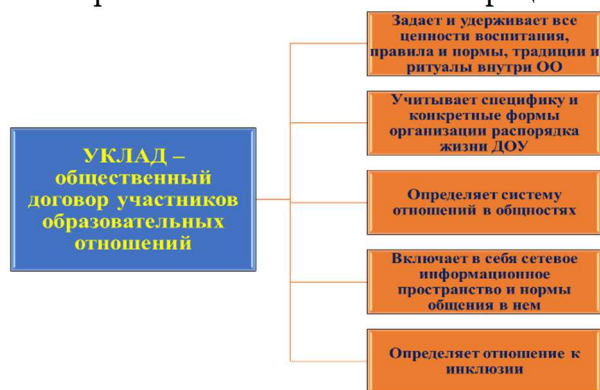 УКЛАД –
общественный
договор участников
образовательных
отношений
Задает и удерживает все
ценности воспитания,
правила и нормы, традиции и
ритуалы внутри ОО
Учитывает специфику и
конкретные формы
организации распорядка
жизни ДОУ
Определяет систему
отношений в общностях
Включает в себя сетевое
информационное
пространство и нормы
общения в нем
Определяет отношение к
инклюзии